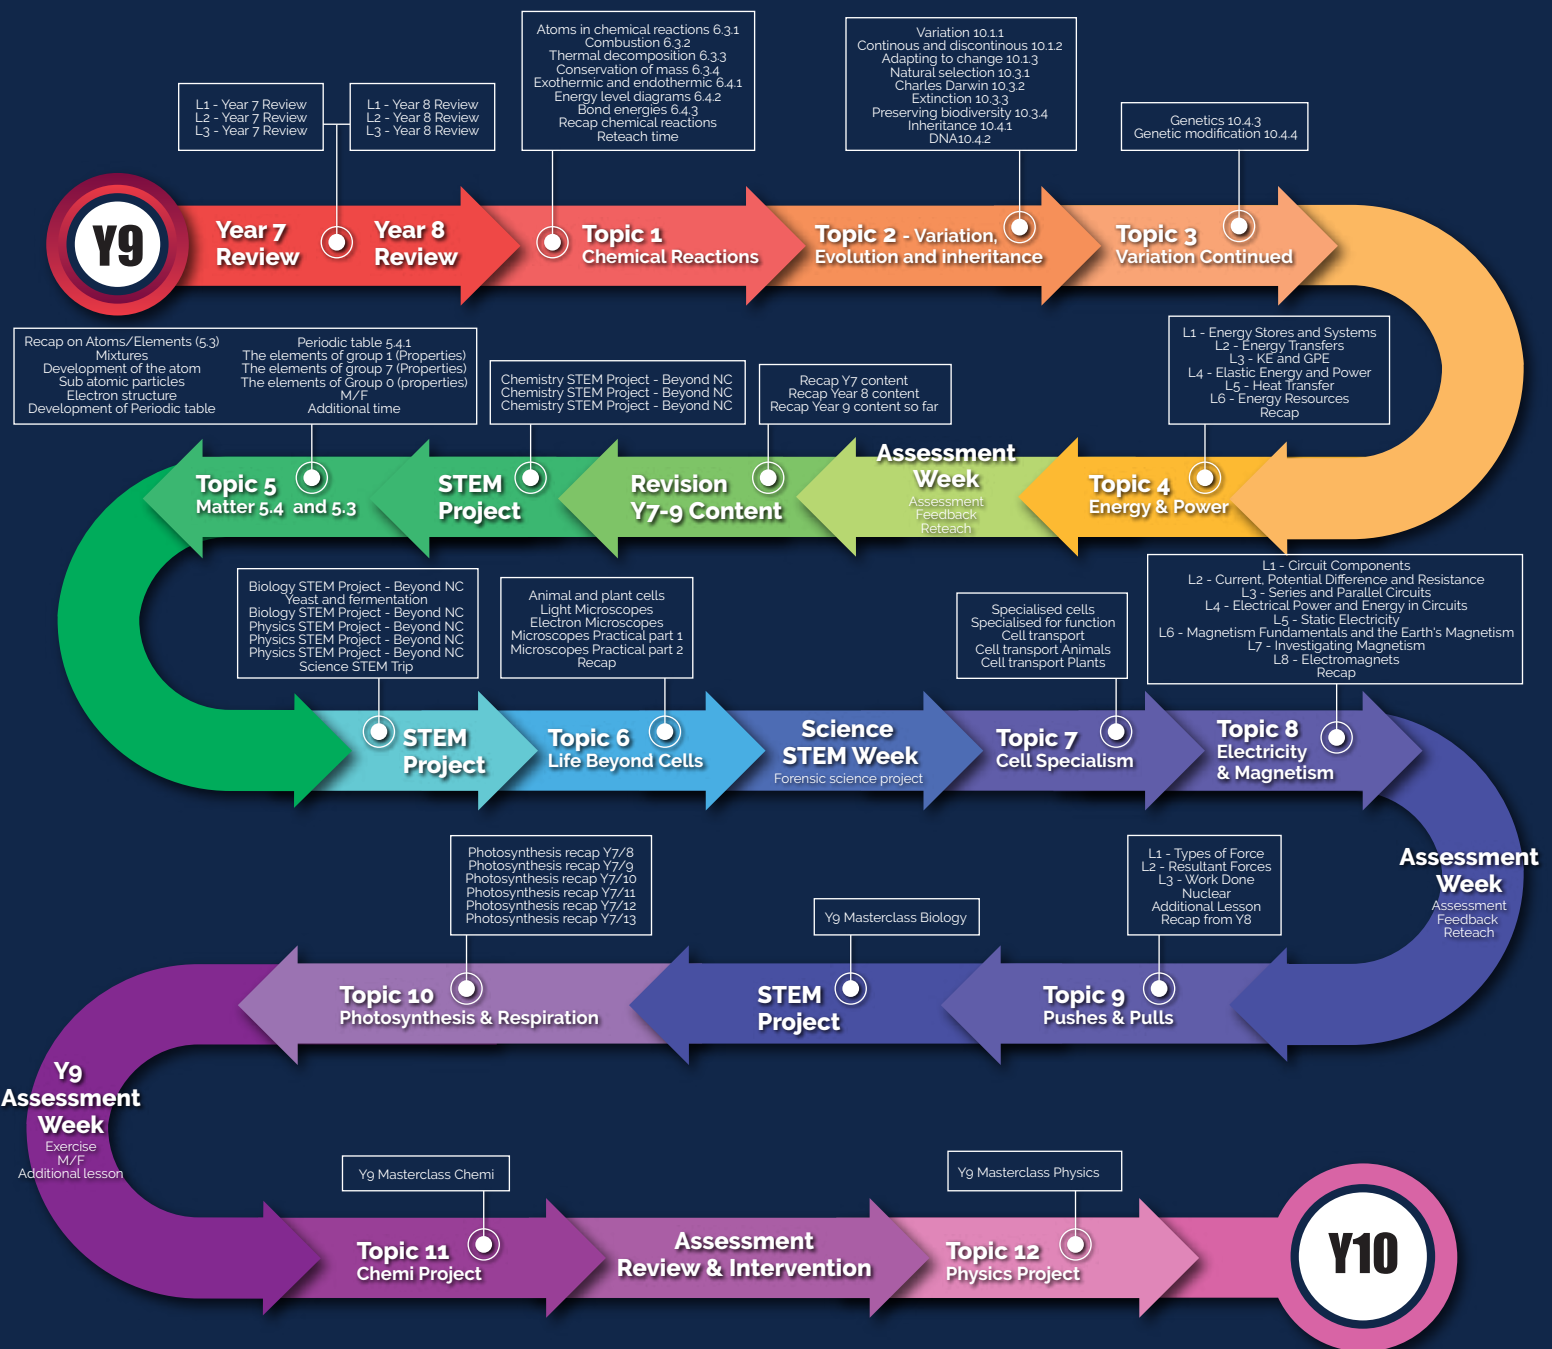 Y9
L1 - Year 7 Review
L2 - Year 7 Review
L3 - Year 7 Review
L1 - Year 8 Review
L2 - Year 8 Review
L3 - Year 8 Review
Year 7
Review
Year 8
Review
Atoms in chemical reactions 6.3.1
Combustion 6.3.2
Thermal decomposition 6.3.3
Conservation of mass 6.3.4
Exothermic and endothermic 6.4.1
Energy level diagrams 6.4.2
Bond energies 6.4.3
Recap chemical reactions
Reteach time
Topic 1
Chemical Reactions
Variation 10.1.1
Continous and discontinous 10.1.2
Adapting to change 10.1.3
Natural selection 10.3.1
Charles Darwin 10.3.2
Extinction 10.3.3
Preserving biodiversity 10.3.4
Inheritance 10.4.1
DNA10.4.2
Topic 2 - Variation,
Evolution and inheritance
Genetics 10.4.3
Genetic modification 10.4.4
Topic 3
Variation Continued
L1 - Energy Stores and Systems
L2 - Energy Transfers
L3 - KE and GPE
L4 - Elastic Energy and Power
L5 - Heat Transfer
L6 - Energy Resources
Recap
Topic 4
Energy & Power
Assessment
Week
Assessment
Feedback
Reteach
Recap Y7 content
Recap Year 8 content
Recap Year 9 content so far
Revision
Y7-9 Content
Chemistry STEM Project - Beyond NC
Chemistry STEM Project - Beyond NC
Chemistry STEM Project - Beyond NC
STEM
Project
Recap on Atoms/Elements (5.3)
Mixtures
Development of the atom
Sub atomic particles
Electron structure
Development of Periodic table
Periodic table 5.4.1
The elements of group 1 (Properties)
The elements of group 7 (Properties)
The elements of Group 0 (properties)
M/F
Additional time
Topic 5
Matter 5.4 and 5.3
Biology STEM Project - Beyond NC
Yeast and fermentation
Biology STEM Project - Beyond NC
Physics STEM Project - Beyond NC
Physics STEM Project - Beyond NC
Physics STEM Project - Beyond NC
Science STEM Trip
STEM
Project
Animal and plant cells
Light Microscopes
Electron Microscopes
Microscopes Practical part 1
Microscopes Practical part 2
Recap
Topic 6
Life Beyond Cells
Science
STEM Week
Forensic science project
Specialised cells
Specialised for function
Cell transport
Cell transport Animals
Cell transport Plants
Topic 7
Cell Specialism
L1 - Circuit Components
L2 - Current, Potential Difference and Resistance
L3 - Series and Parallel Circuits
L4 - Electrical Power and Energy in Circuits
L5 - Static Electricity
L6 - Magnetism Fundamentals and the Earth's Magnetism
L7 - Investigating Magnetism
L8 - Electromagnets
Recap
Topic 8
Electricity
& Magnetism
Assessment
Week
Assessment
Feedback
Reteach
L1 - Types of Force
L2 - Resultant Forces
L3 - Work Done
Nuclear
Additional Lesson
Recap from Y8
Topic 9
Pushes & Pulls
Y9 Masterclass Biology
STEM
Project
Photosynthesis recap Y7/8
Photosynthesis recap Y7/9
Photosynthesis recap Y7/10
Photosynthesis recap Y7/11
Photosynthesis recap Y7/12
Photosynthesis recap Y7/13
Topic 10
Photosynthesis & Respiration
Y9
Assessment
Week
Exercise
M/F
Additional lesson
Y9 Masterclass Chemi
Topic 11
Chemi Project
Assessment
Review & Intervention
Y9 Masterclass Physics
Topic 12
Physics Project
Y10